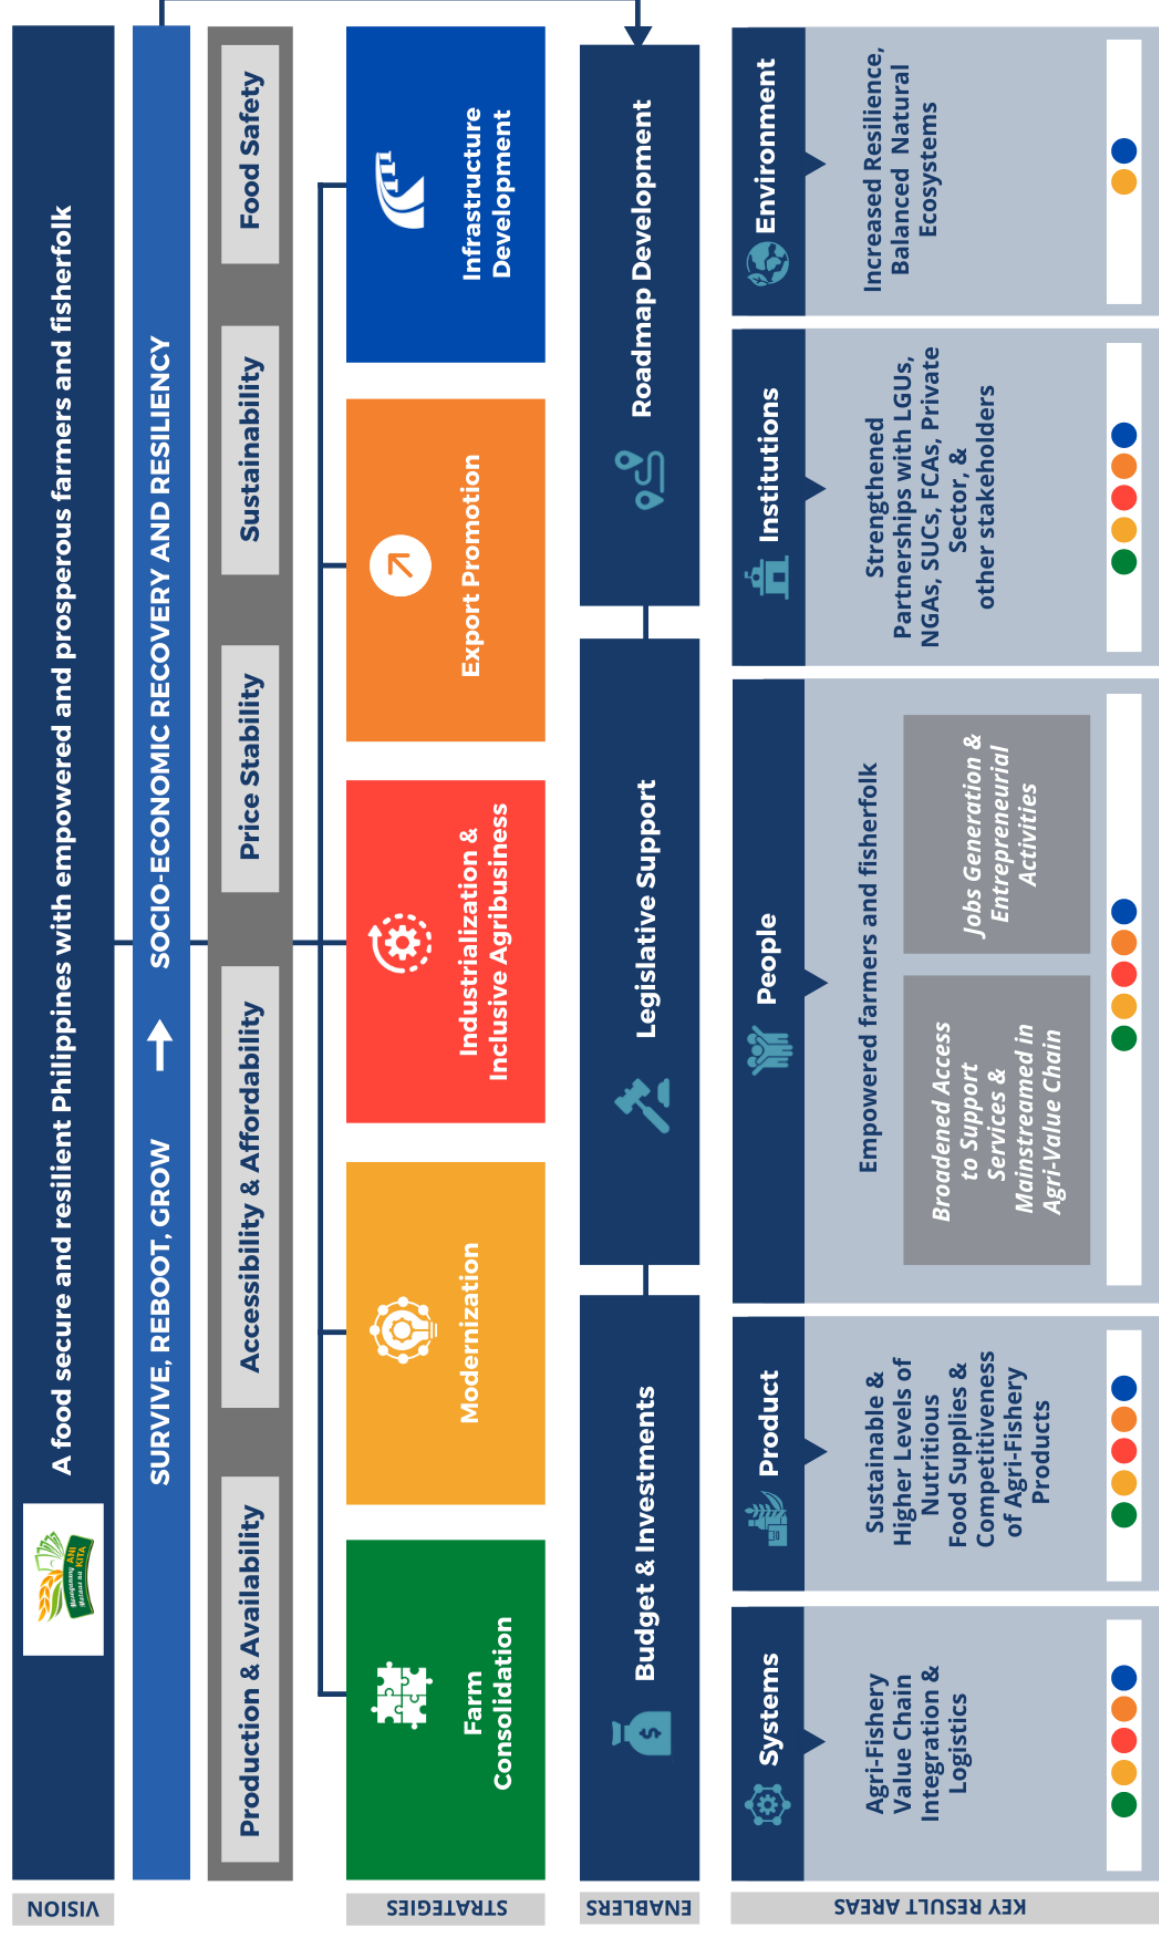 VISION
Masaganang ANI
Mataas na KITA
A food secure and resilient Philippines with empowered and prosperous farmers and fisherfolk
SURVIVE, REBOOT, GROW
SOCIO-ECONOMIC RECOVERY AND RESILIENCY
Production & Availability
Accessibility & Affordability
Price Stability
Sustainability
Food Safety
STRATEGIES
Farm
Consolidation
Modernization
Industrialization &
Inclusive Agribusiness
Export Promotion
Infrastructure
Development
ENABLERS
$
Budget & Investments
Legislative Support
Roadmap Development
KEY RESULT AREAS
Systems
Agri-Fishery
Value Chain
Integration &
Logistics
Product
Sustainable &
Higher Levels of
Nutritious
Food Supplies &
Competitiveness
of Agri-Fishery
Products
People
Empowered farmers and fisherfolk
Broadened Access
to Support
Services &
Mainstreamed in
Agri-Value Chain
Jobs Generation &
Entrepreneurial
Activities
Institutions
Strengthened
Partnerships with LGUs,
NGAs, SUCs, FCAs, Private
Sector, &
other stakeholders
Environment
Increased Resilience,
Balanced Natural
Ecosystems